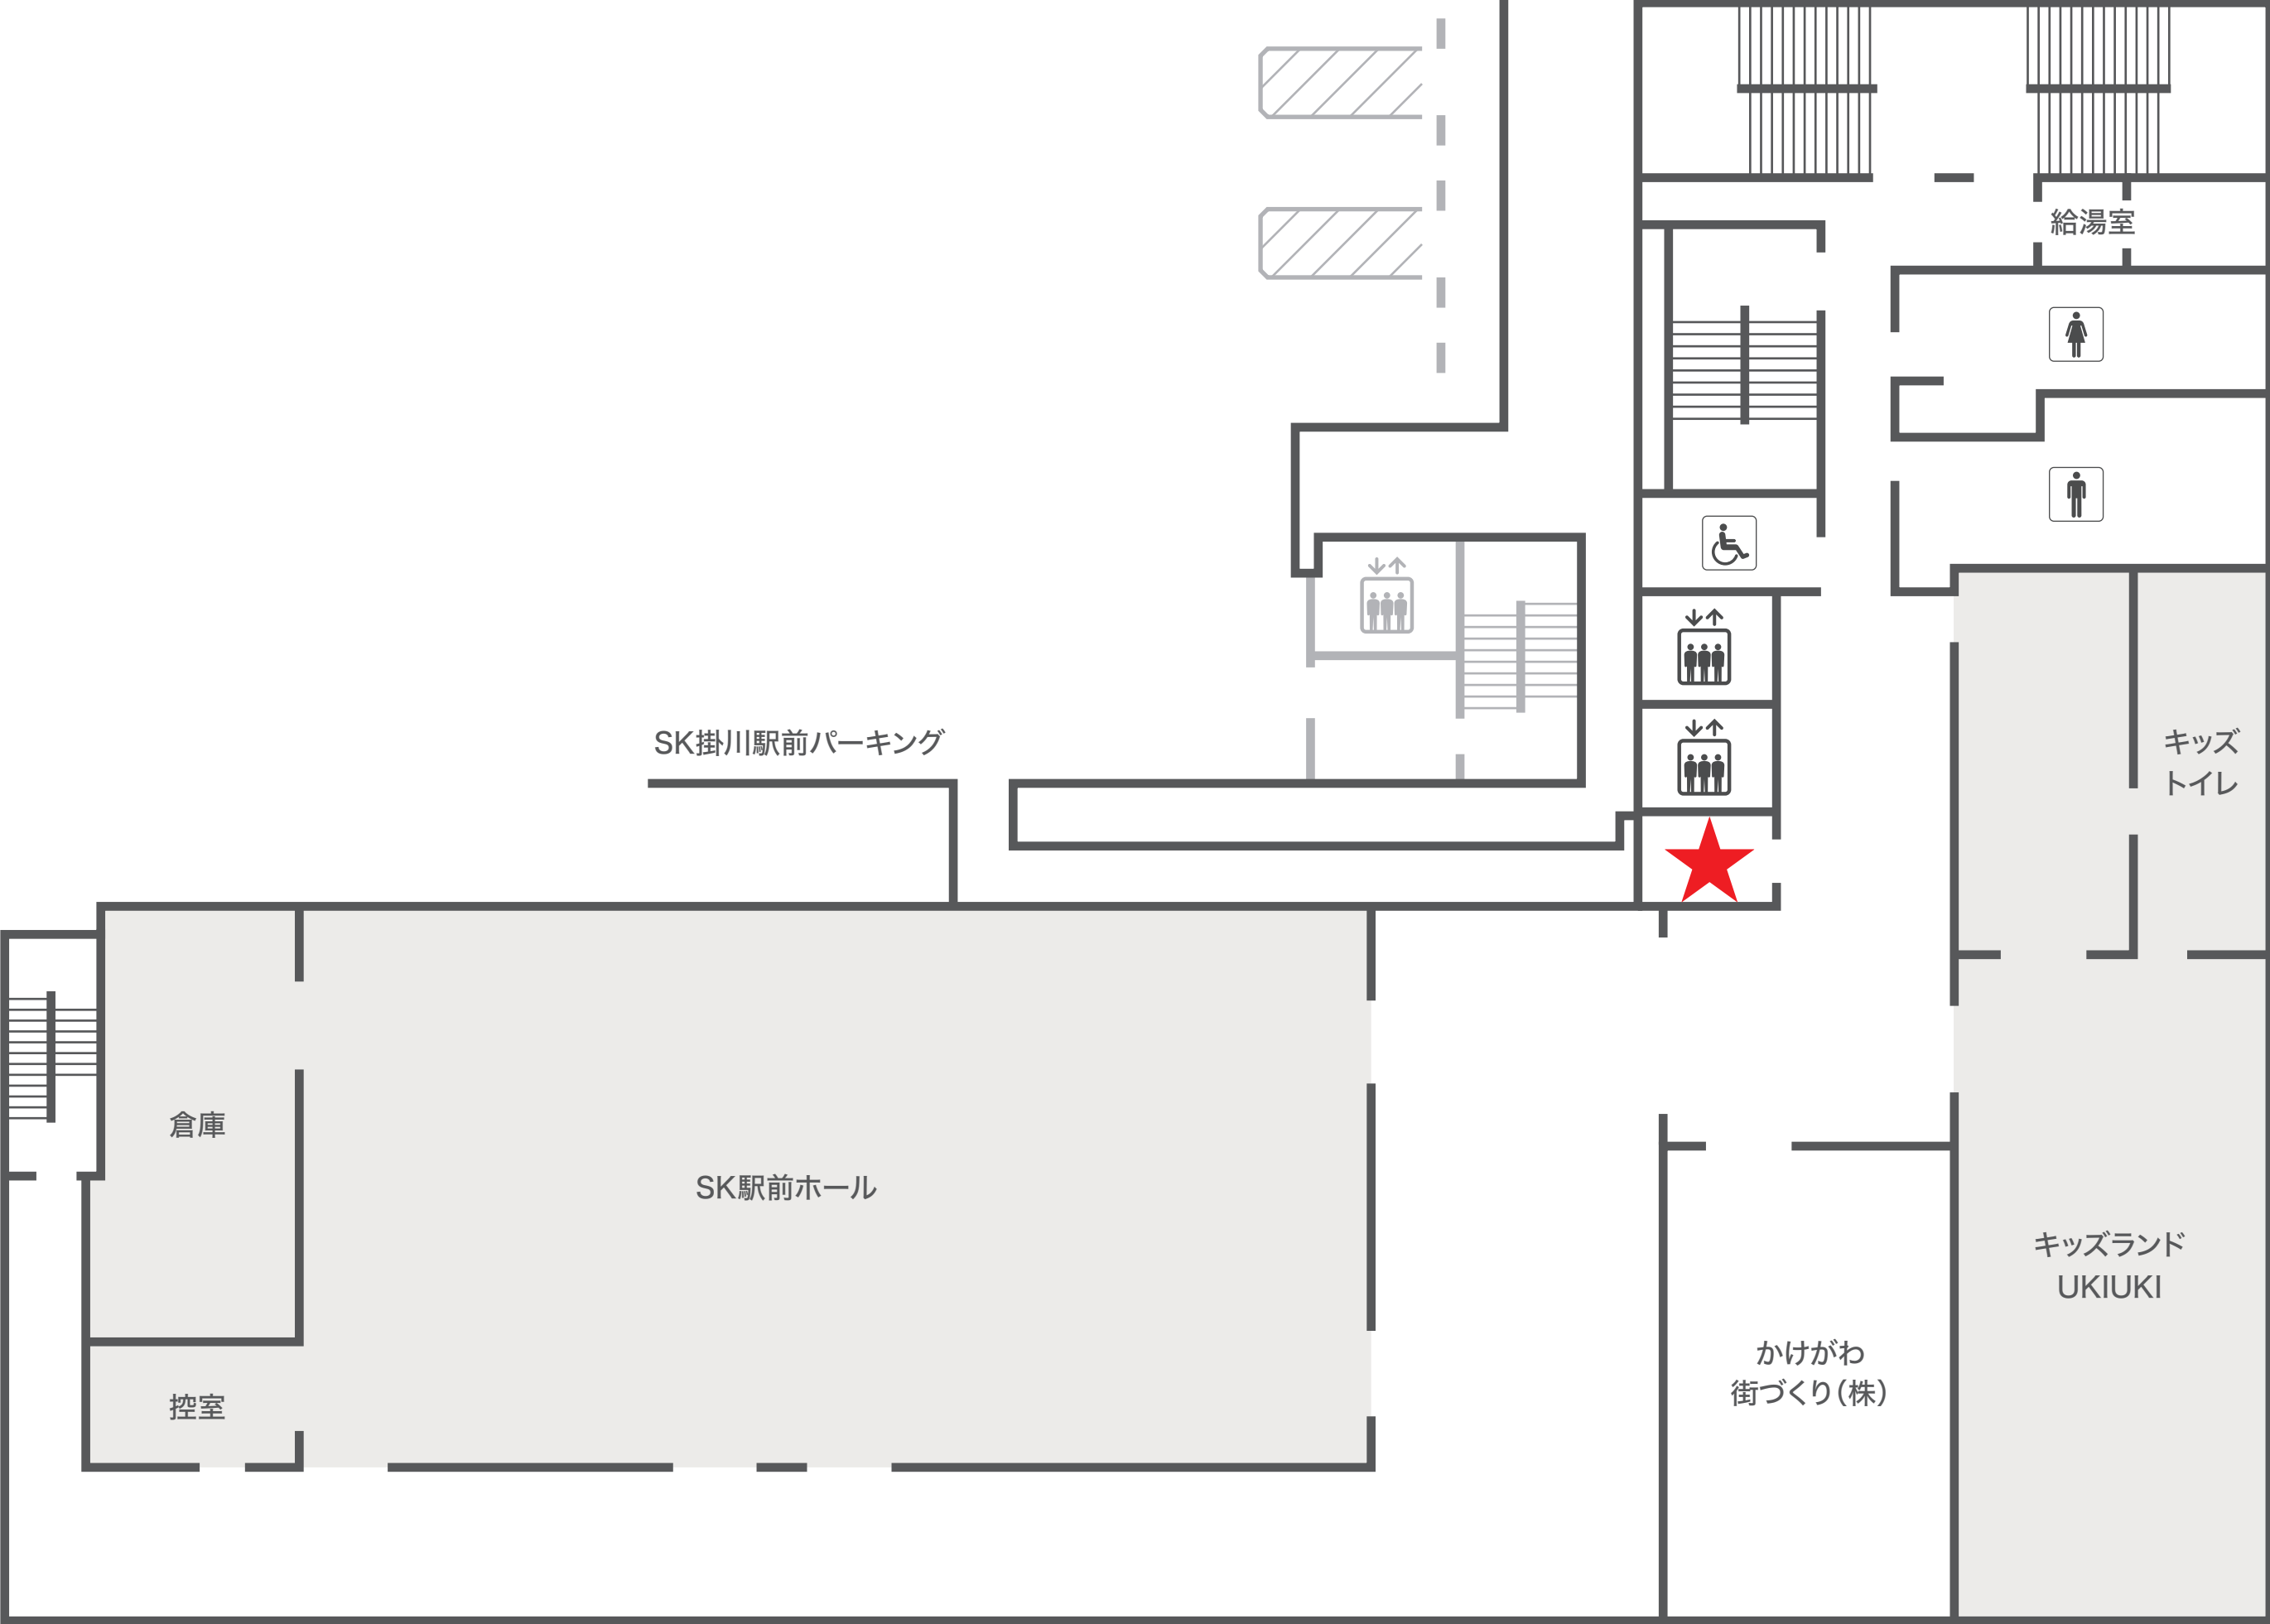 給湯室
SK掛川駅前パーキング
キッズ
トイレ
倉庫
SK駅前ホール
キッズランド
UKIUKI
かけがわ
街づくり(株)
控室